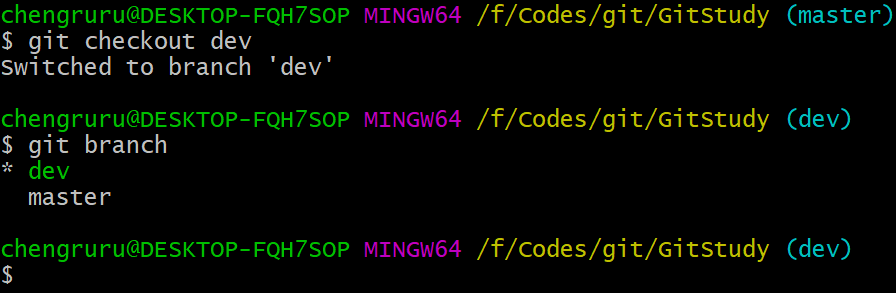 chengruru@DESKTOP-FQH7SOP MINGW64 /f/Codes/git/GitStudy (master)
$ git checkout dev
Switched to branch 'dev'
chengruru@DESKTOP-FQH7SOP MINGW64 /f/Codes/git/GitStudy (dev)
$ git branch
* dev
  master
chengruru@DESKTOP-FQH7SOP MINGW64 /f/Codes/git/GitStudy (dev)
$